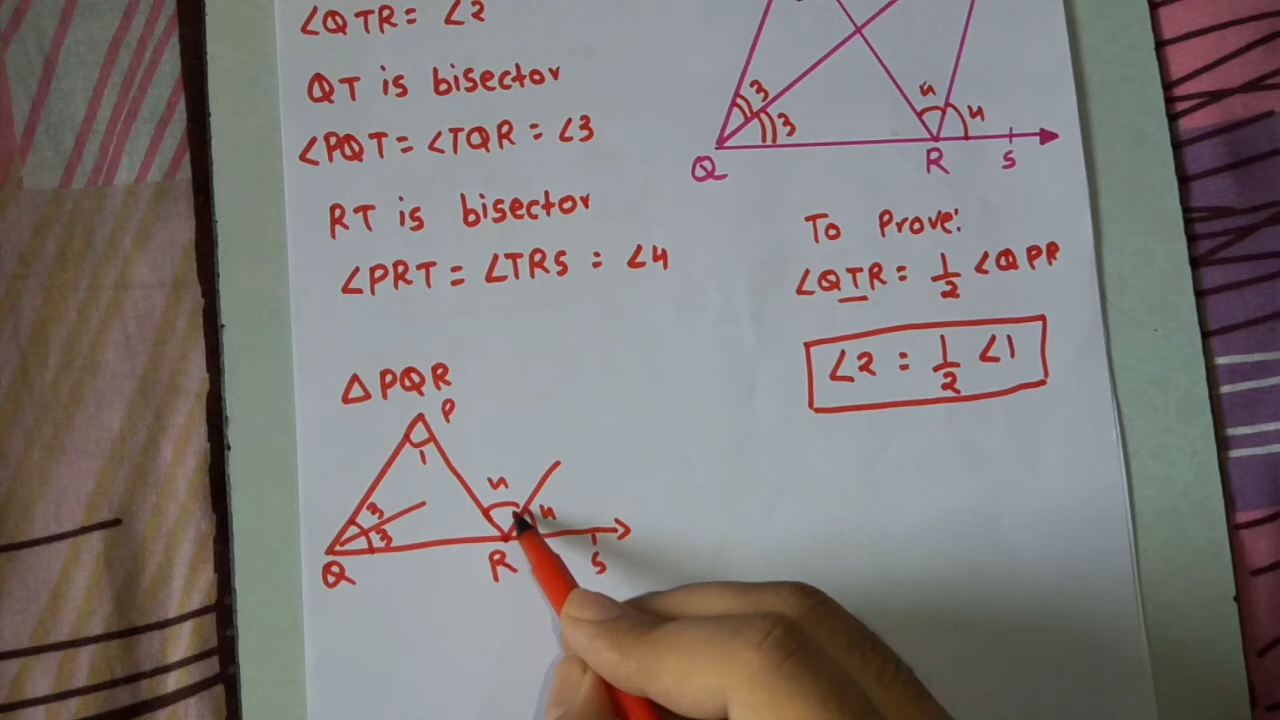 ∠QTR = ∠2
QT is bisector
∠PQT = ∠TQR = ∠3
RT is bisector
∠PRT = ∠TRS = ∠4
3
3
4
4
Q
R
S
To Prove:
∠QTR = 1/2 ∠QPR
∠2 = 1/2 ∠1
△PQR
P
1
3
3
4
4
Q
R
S